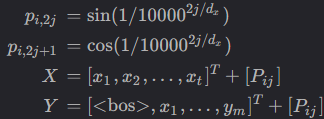 p_{i,2j} = sin(1/10000^{2j/d_x})
p_{i,2j+1} = cos(1/10000^{2j/d_x})
X = [x_1, x_2, ..., x_t]^T + [P_{ij}]
Y = [<bos>, x_1, ..., y_m]^T + [P_{ij}]